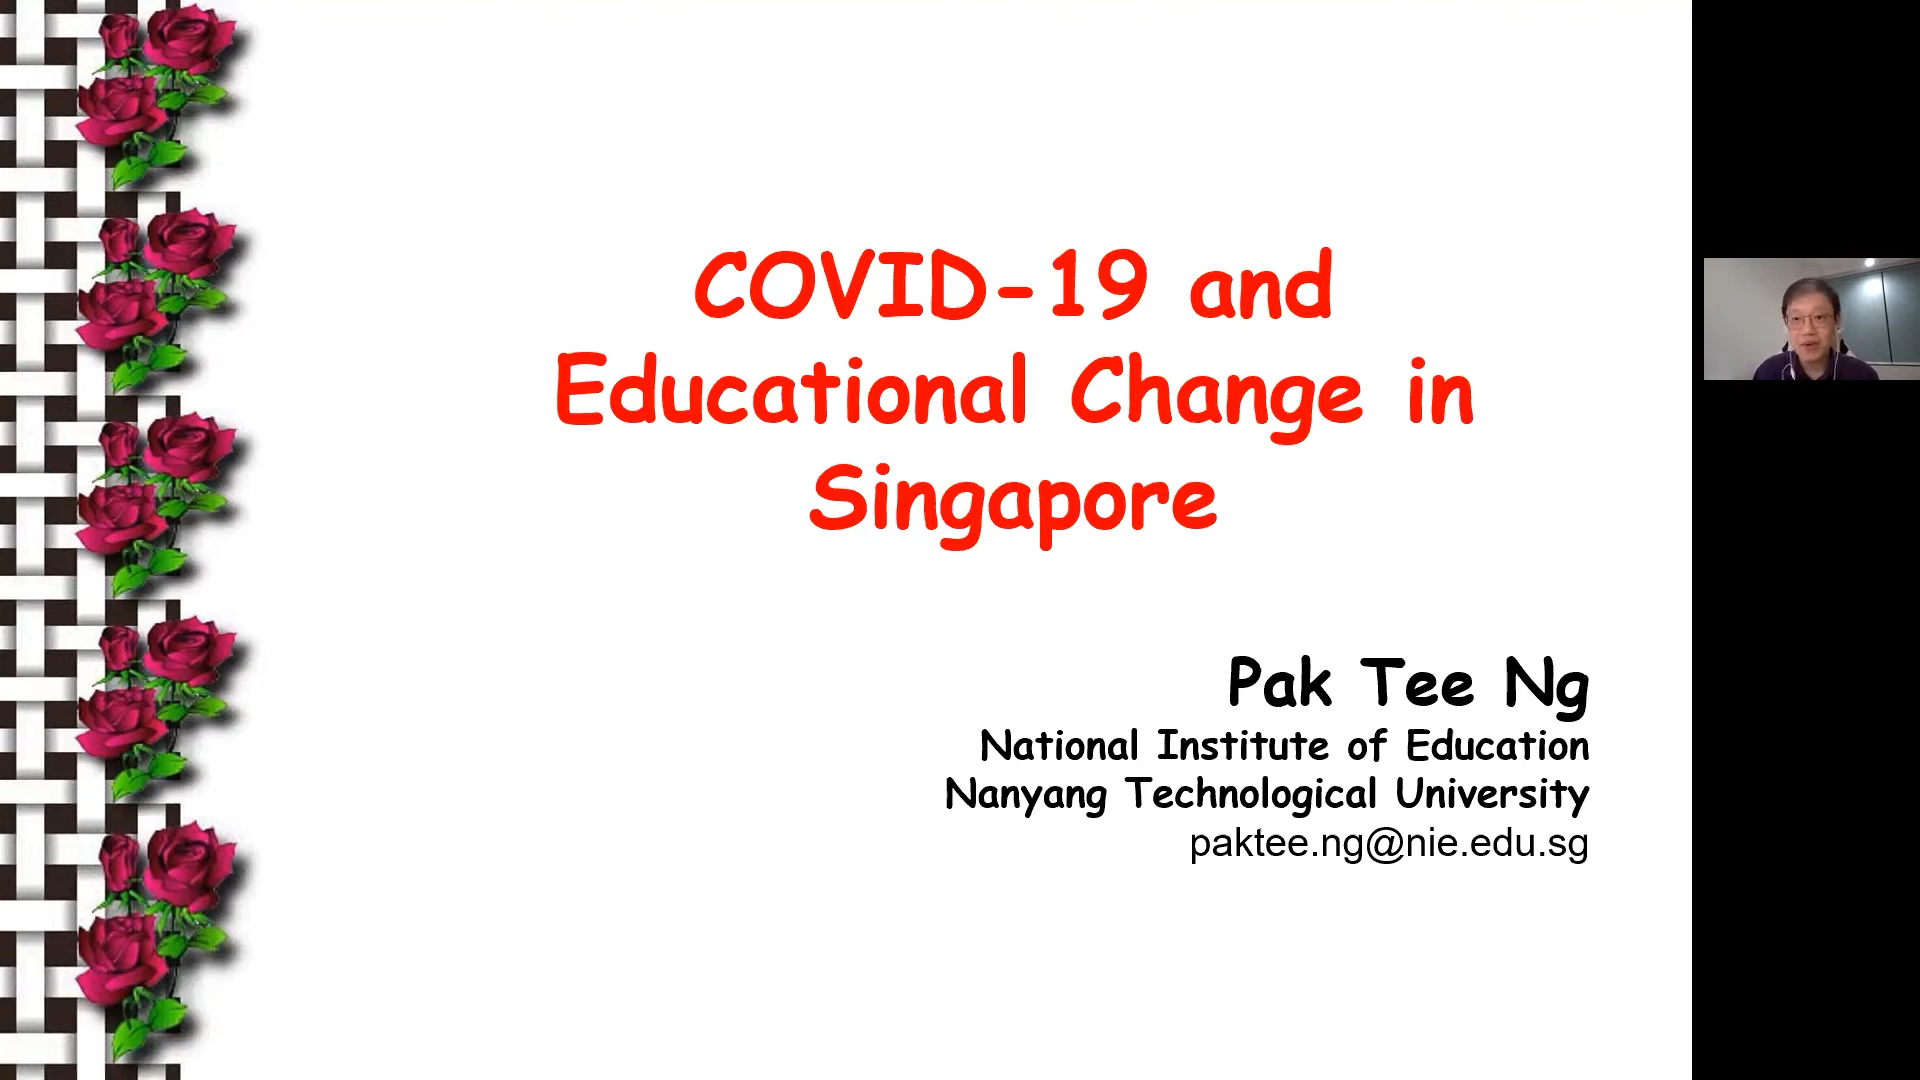 COVID-19 and
Educational Change in
Singapore
Pak Tee Ng
National Institute of Education
Nanyang Technological University
paktee.ng@nie.edu.sg